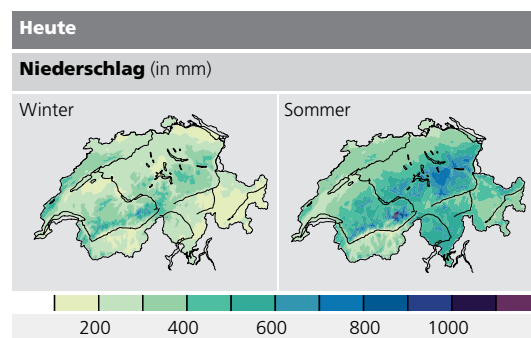 Heute
Niederschlag (in mm)
Winter
Sommer
200 400 600 800 1000